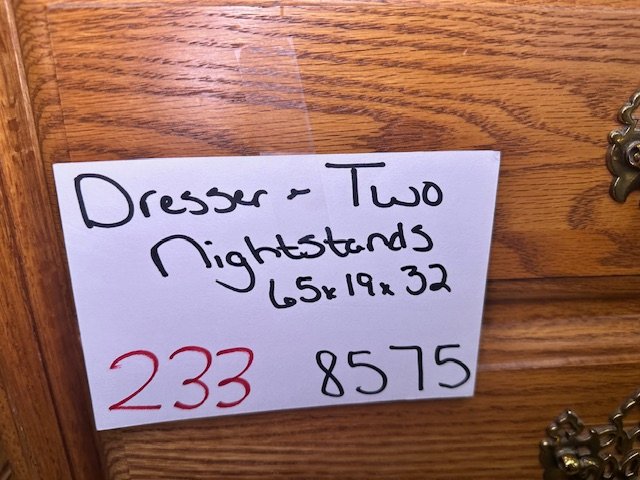 Dresser - Two
Nightstands
65x19x32
233 8575